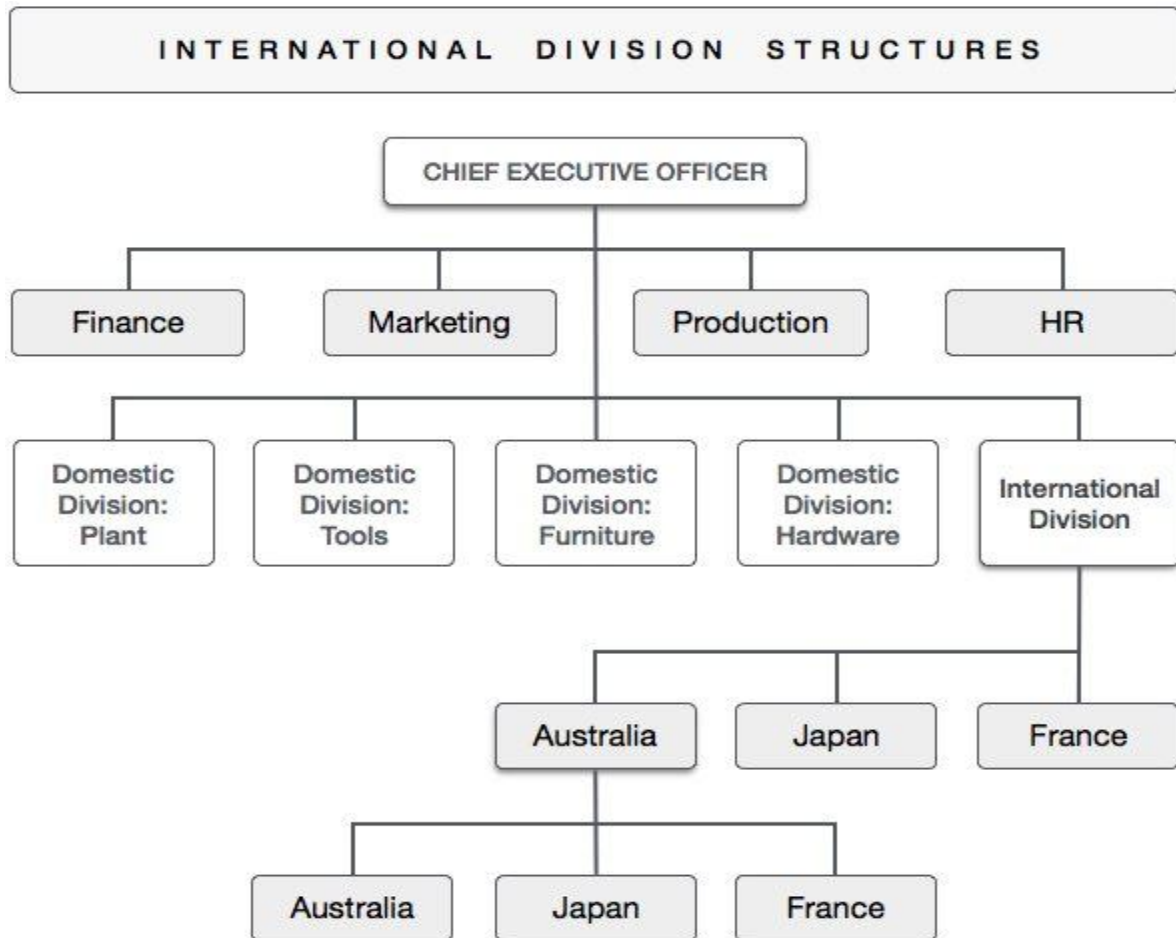 INTERNATIONAL DIVISION STRUCTURES
CHIEF EXECUTIVE OFFICER
Finance
Marketing
Production
HR
Domestic
Division:
Plant
Domestic
Division:
Tools
Domestic
Division:
Furniture
Domestic
Division:
Hardware
International
Division
Australia
Japan
France
Australia
Japan
France